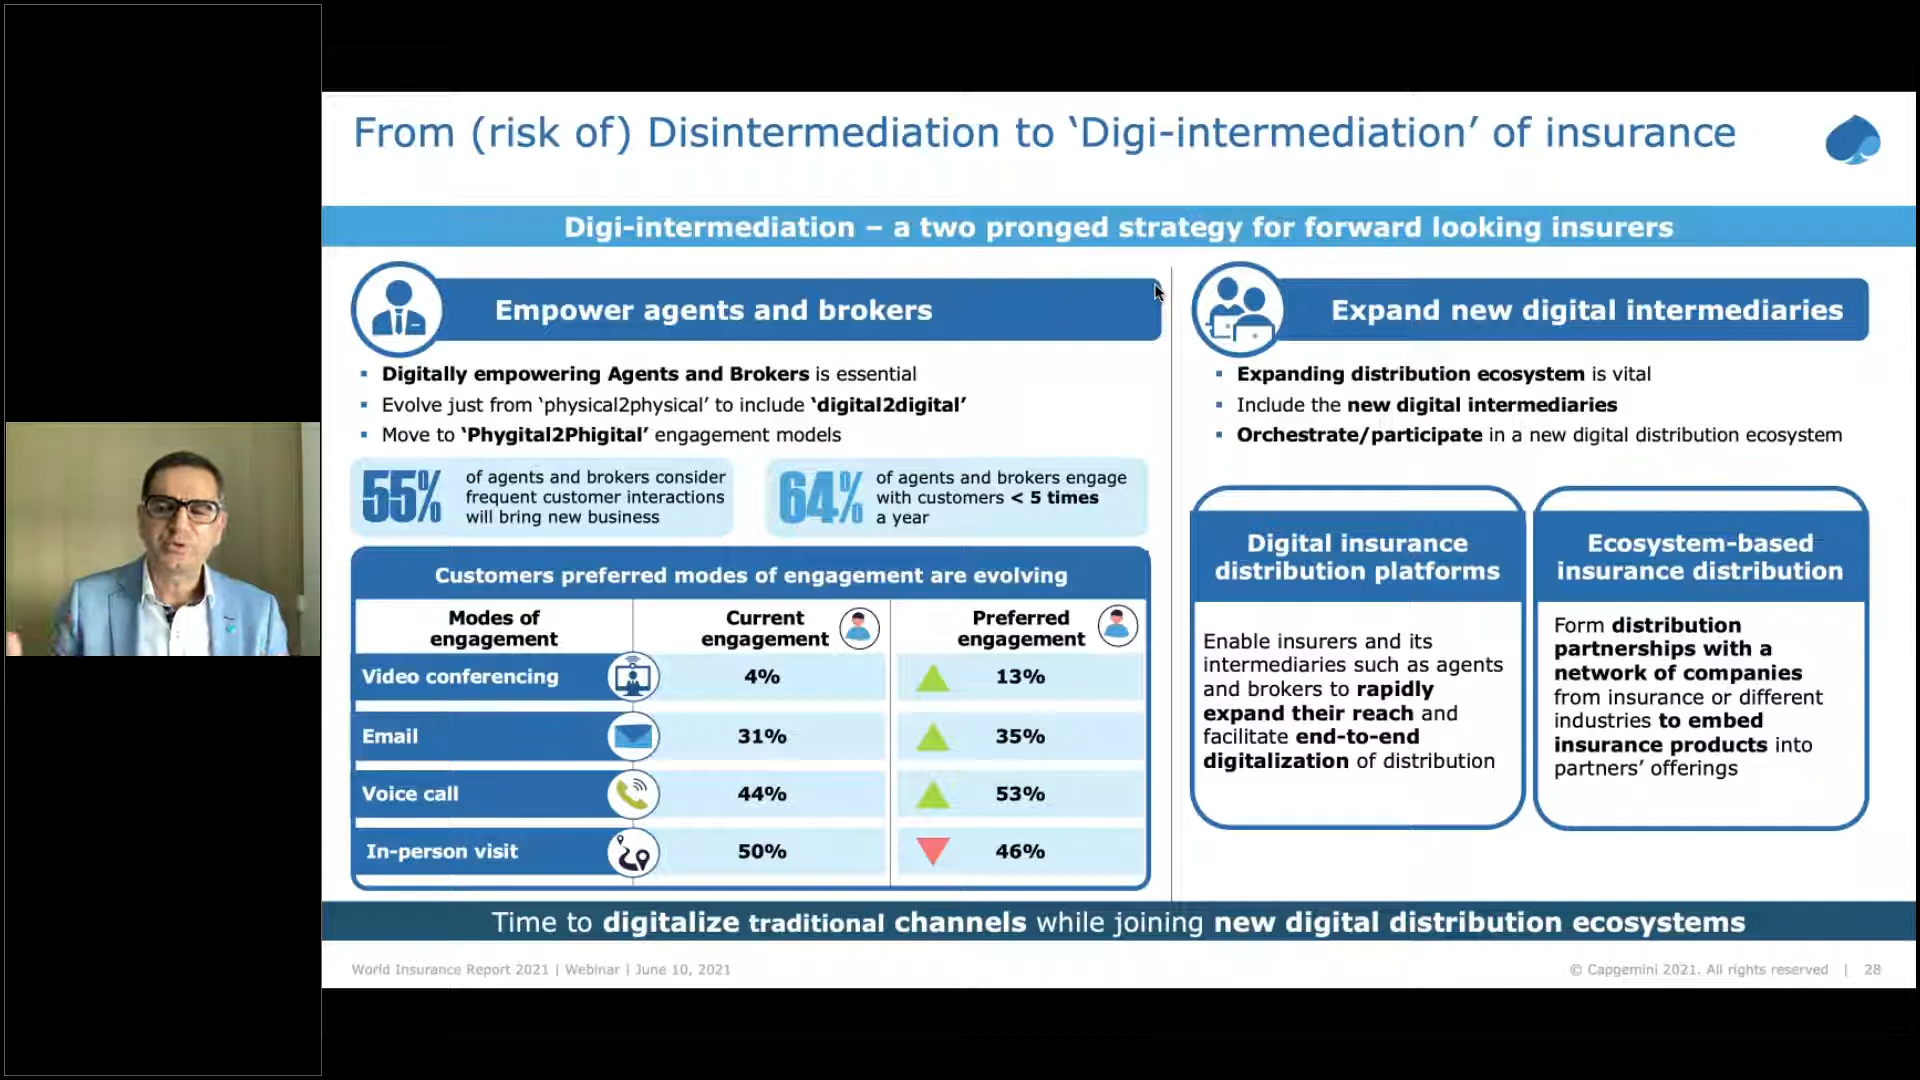 From (risk of) Disintermediation to ‘Digi-intermediation’ of insurance
Digi-intermediation – a two pronged strategy for forward looking insurers
Empower agents and brokers
▪ Digitally empowering Agents and Brokers is essential
▪ Evolve just from ‘physical2physical’ to include ‘digital2digital’
▪ Move to ‘Phygital2Phigital’ engagement models
55%
of agents and brokers consider
frequent customer interactions
will bring new business
64%
of agents and brokers engage
with customers < 5 times
a year
Customers preferred modes of engagement are evolving
Modes of
engagement
Current
engagement
Preferred
engagement
Video conferencing 4% 13%
Email 31% 35%
Voice call 44% 53%
In-person visit 50% 46%
Expand new digital intermediaries
▪ Expanding distribution ecosystem is vital
▪ Include the new digital intermediaries
▪ Orchestrate/participate in a new digital distribution ecosystem
Digital insurance
distribution platforms
Enable insurers and its
intermediaries such as agents
and brokers to rapidly
expand their reach and
facilitate end-to-end
digitalization of distribution
Ecosystem-based
insurance distribution
Form distribution
partnerships with a
network of companies
from insurance or different
industries to embed
insurance products into
partners’ offerings
Time to digitalize traditional channels while joining new digital distribution ecosystems
World Insurance Report 2021 | Webinar | June 10, 2021
© Capgemini 2021. All rights reserved | 28